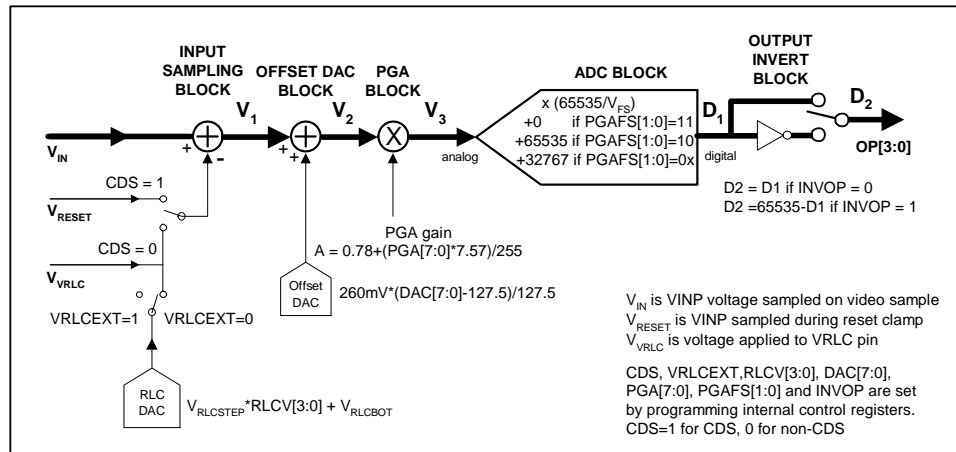 INPUT
SAMPLING
BLOCK
OFFSET DAC
BLOCK
PGA
BLOCK
ADC BLOCK
OUTPUT
INVERT
BLOCK
V1
V2
V3
x (65535/VFS)
+0 if PGAFS[1:0]=11
+65535 if PGAFS[1:0]=10
+32767 if PGAFS[1:0]=0x
D1
D2
+
-
+
+
X
analog
digital
VIN
OP[3:0]
CDS = 1
VRESET
CDS = 0
VVRLC
VRLCEXT=1
VRLCEXT=0
D2 = D1 if INVOP = 0
D2 =65535-D1 if INVOP = 1
PGA gain
A = 0.78+(PGA[7:0]*7.57)/255
Offset
DAC
260mV*(DAC[7:0]-127.5)/127.5
RLC
DAC
VRLCSTEP*RLCV[3:0] + VRLCBOT
VIN is VINP voltage sampled on video sample
VRESET is VINP sampled during reset clamp
VVRLC is voltage applied to VRLC pin
CDS, VRLCEXT,RLCV[3:0], DAC[7:0],
PGA[7:0], PGAFS[1:0] and INVOP are set
by programming internal control registers.
CDS=1 for CDS, 0 for non-CDS